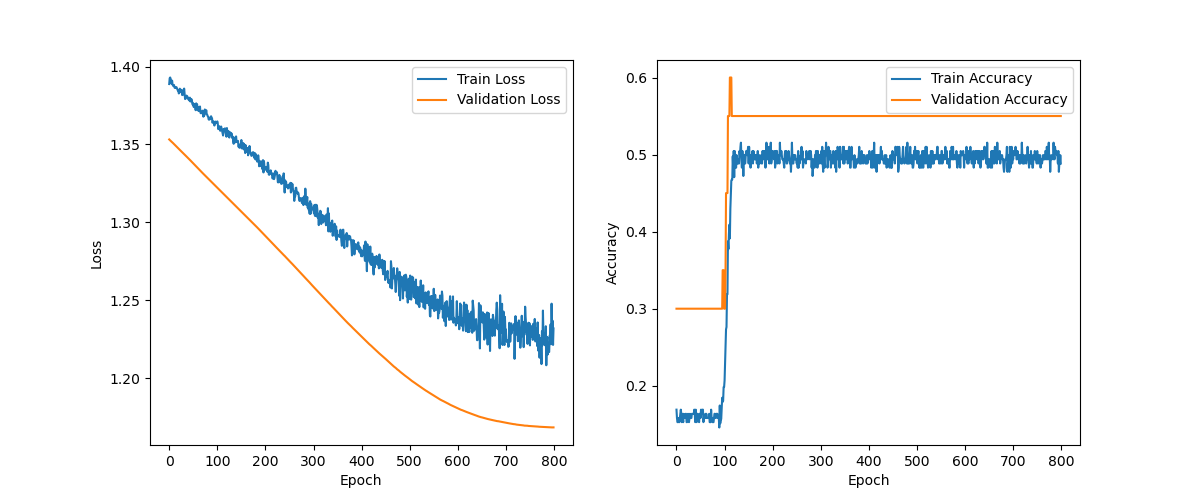 1.40
1.35
1.30
1.25
1.20
Loss
0 100 200 300 400 500 600 700 800
Epoch
Train Loss
Validation Loss
0.6
0.5
0.4
0.3
0.2
Accuracy
0 100 200 300 400 500 600 700 800
Epoch
Train Accuracy
Validation Accuracy